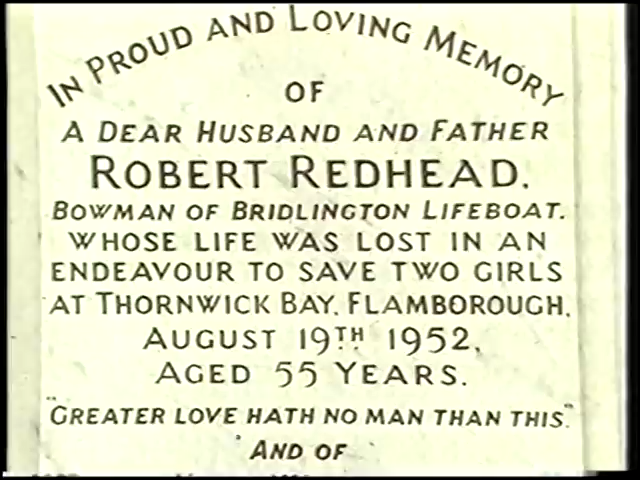 IN PROUD AND LOVING MEMORY
OF
A DEAR HUSBAND AND FATHER
ROBERT REDHEAD.
BOWMAN OF BRIDLINGTON LIFEBOAT.
WHOSE LIFE WAS LOST IN AN
ENDEAVOUR TO SAVE TWO GIRLS
AT THORNWICK BAY. FLAMBOROUGH.
AUGUST 19TH 1952.
AGED 55 YEARS.
"GREATER LOVE HATH NO MAN THAN THIS."
AND OF